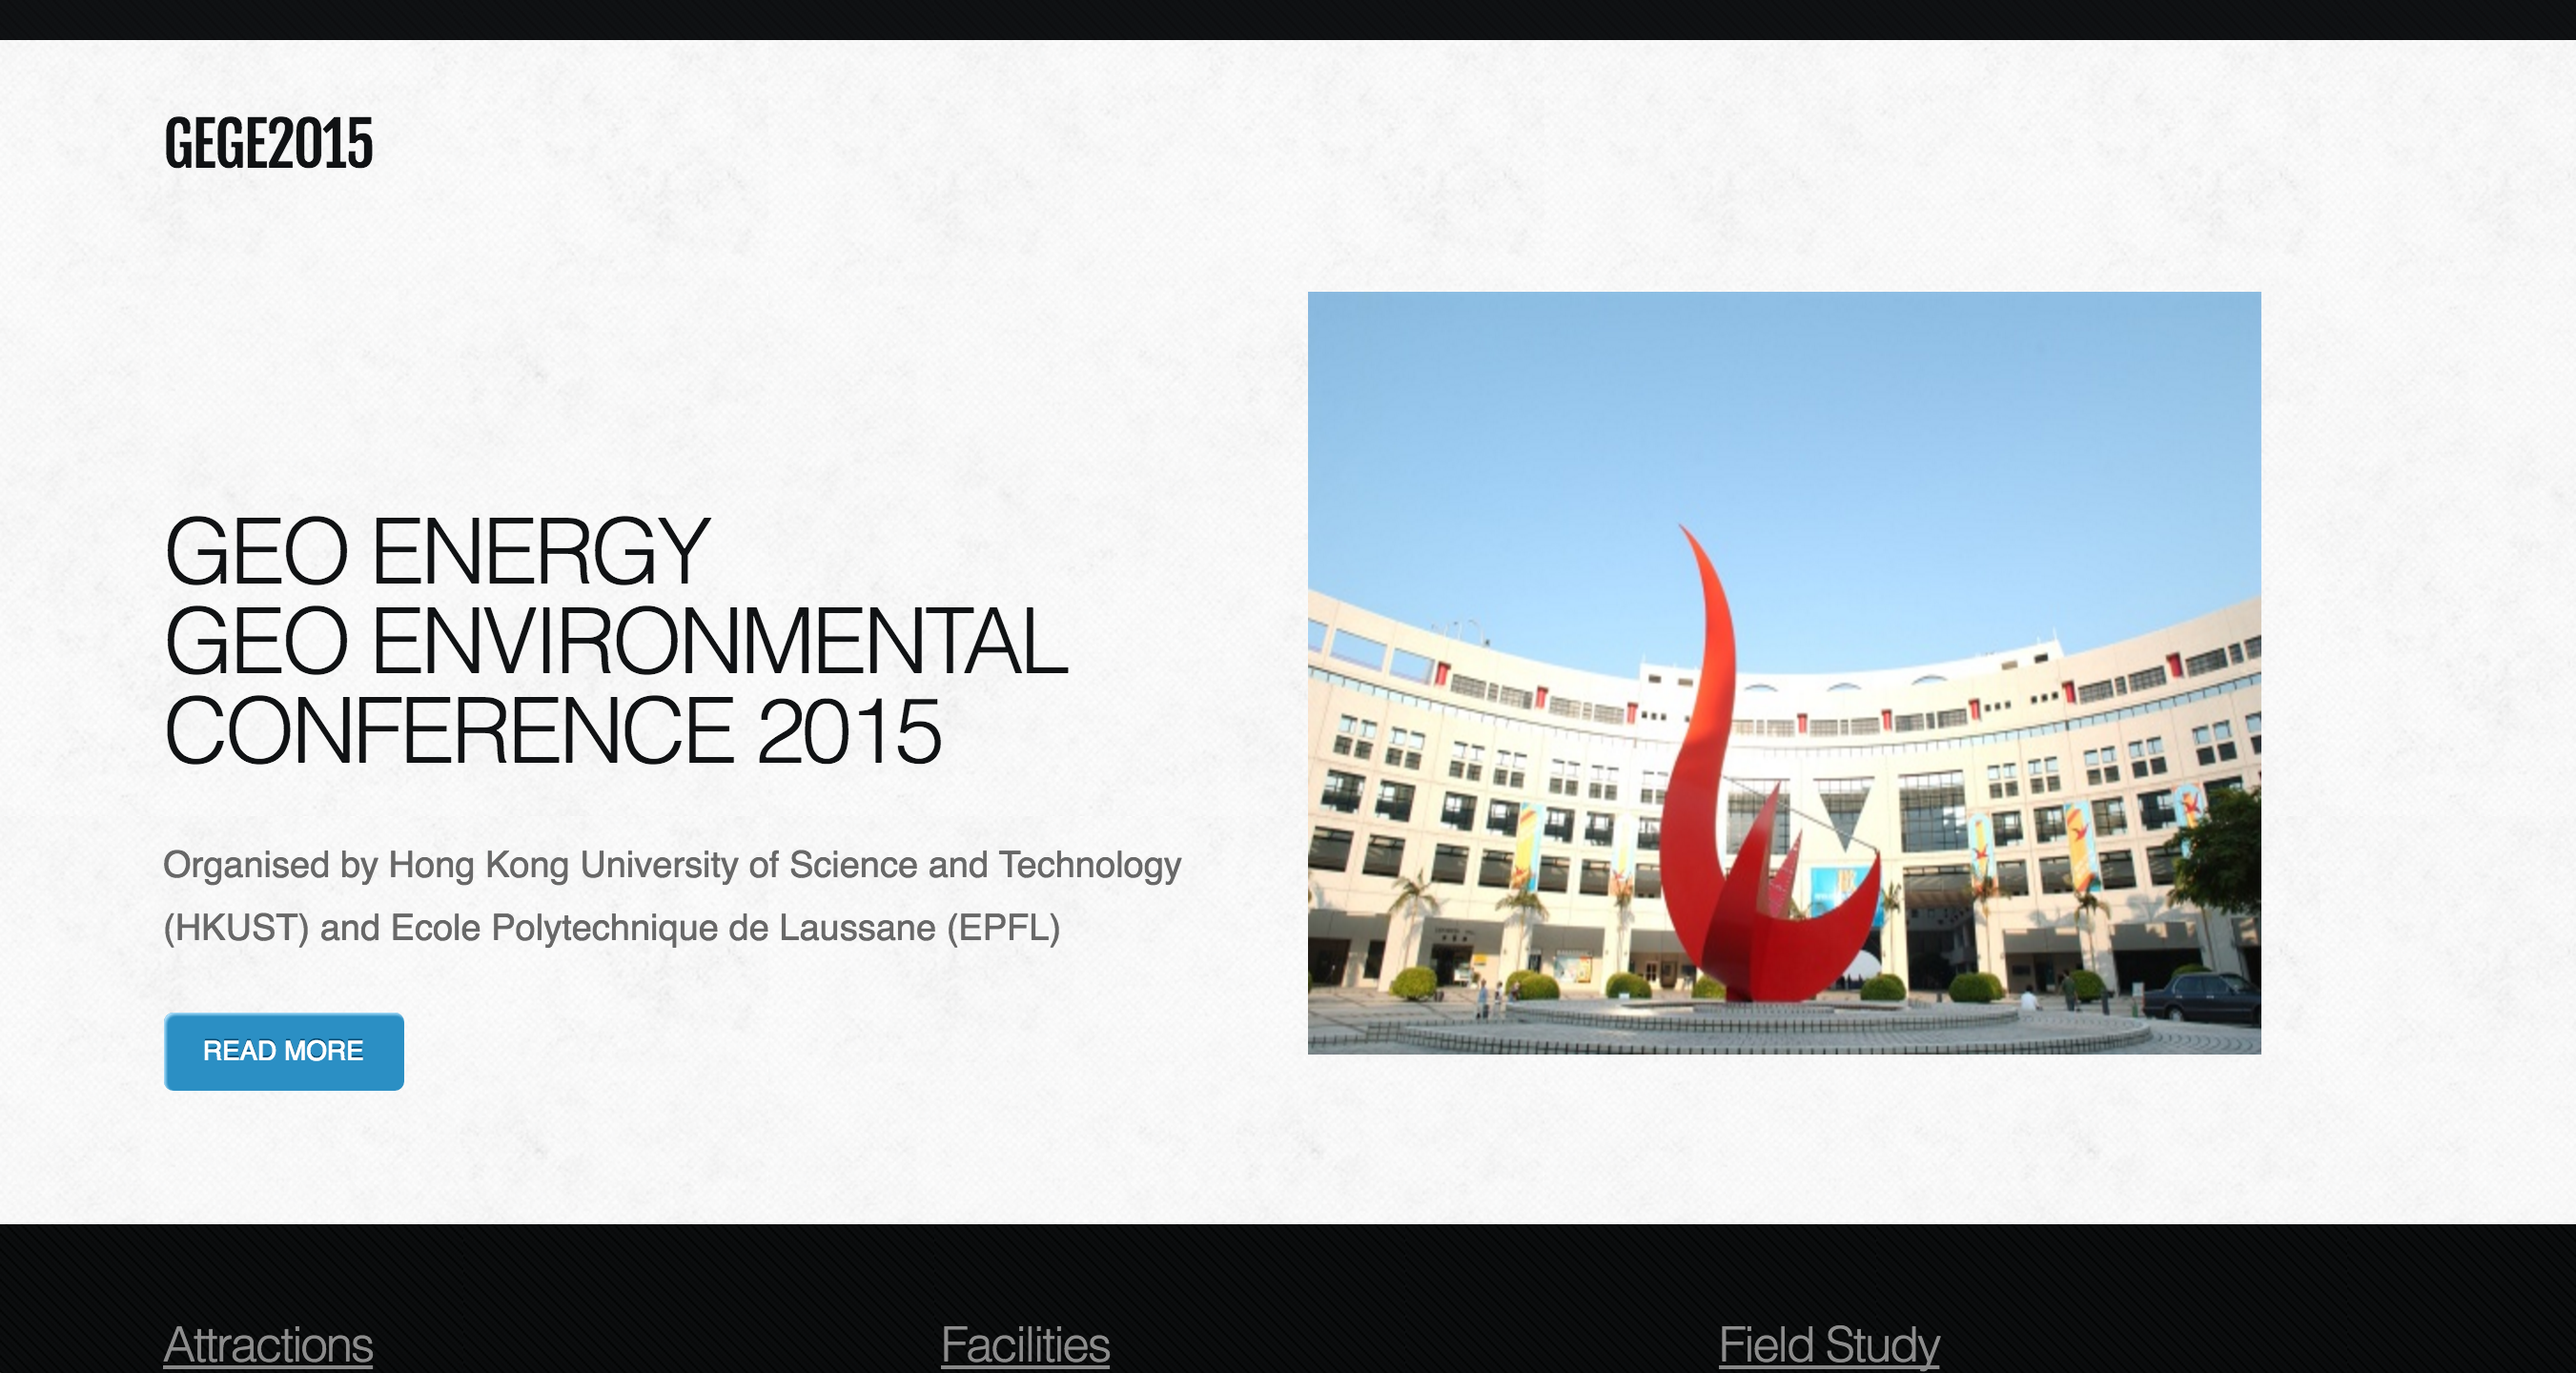 GEGE2015
GEO ENERGY
GEO ENVIRONMENTAL
CONFERENCE 2015
Organised by Hong Kong University of Science and Technology
(HKUST) and Ecole Polytechnique de Laussane (EPFL)
READ MORE
Attractions
Facilities
Field Study